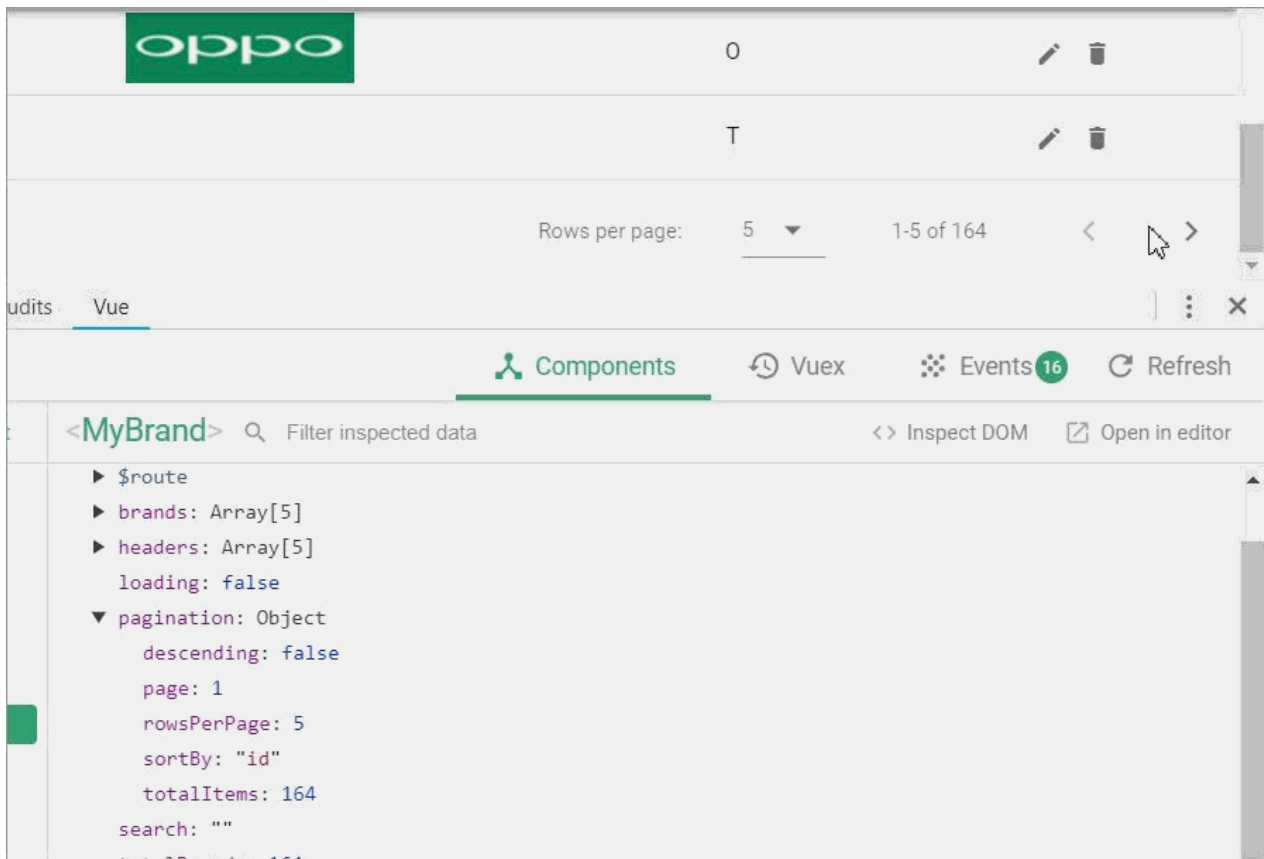 oppo
O
T
Rows per page: 5 1-5 of 164
udits Vue
Components Vuex Events 16 Refresh
<MyBrand> Filter inspected data <> Inspect DOM Open in editor
$route
brands: Array[5]
headers: Array[5]
loading: false
pagination: Object
descending: false
page: 1
rowsPerPage: 5
sortBy: "id"
totalItems: 164
search: ""